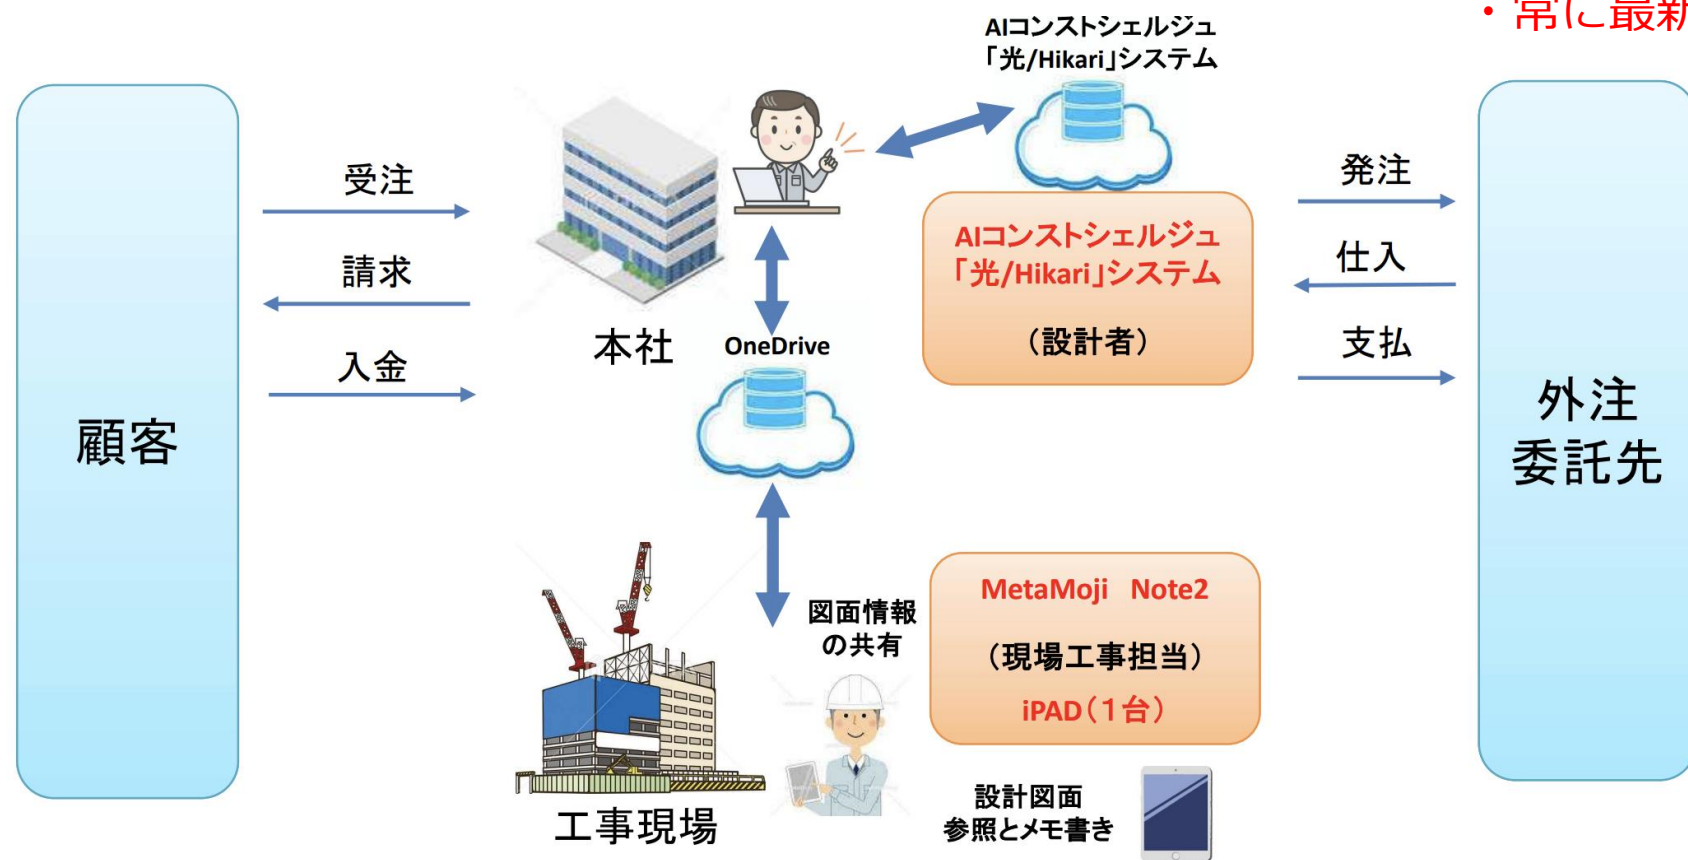 ・常に最新
AIコンストシェルジュ
「光/Hikari」システム
顧客
受注
請求
入金
本社
OneDrive
AIコンストシェルジュ
「光/Hikari」システム
（設計者）
発注
仕入
支払
外注
委託先
図面情報
の共有
MetaMoji Note2
（現場工事担当）
iPAD（１台）
工事現場
設計図面
参照とメモ書き